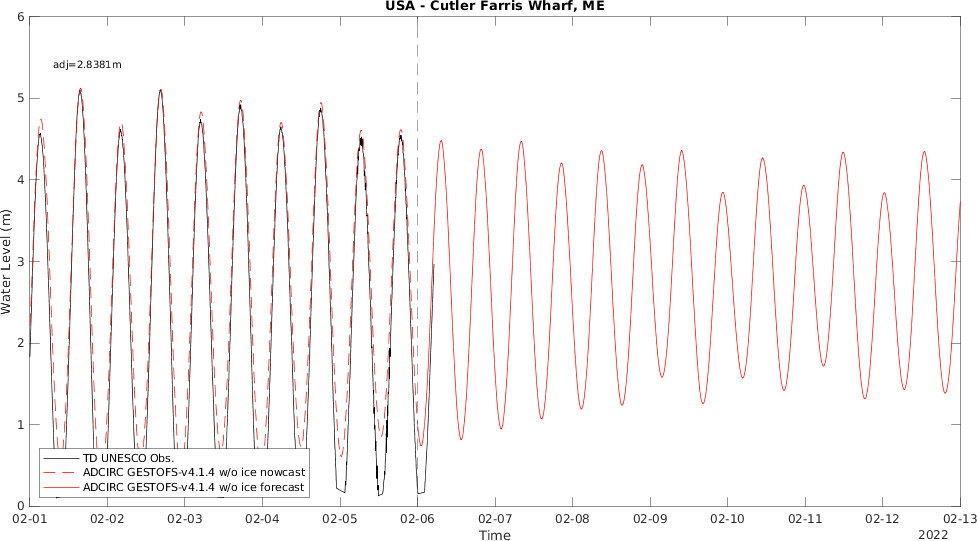 USA - Cutler Farris Wharf, ME
6
adj=2.8381m
5
4
3
2
1
0
Water Level (m)
TD UNESCO Obs.
ADCIRC GESTOFS-v4.1.4 w/o ice nowcast
ADCIRC GESTOFS-v4.1.4 w/o ice forecast
02-01 02-02 02-03 02-04 02-05 02-06 02-07 02-08 02-09 02-10 02-11 02-12 02-13
Time
2022